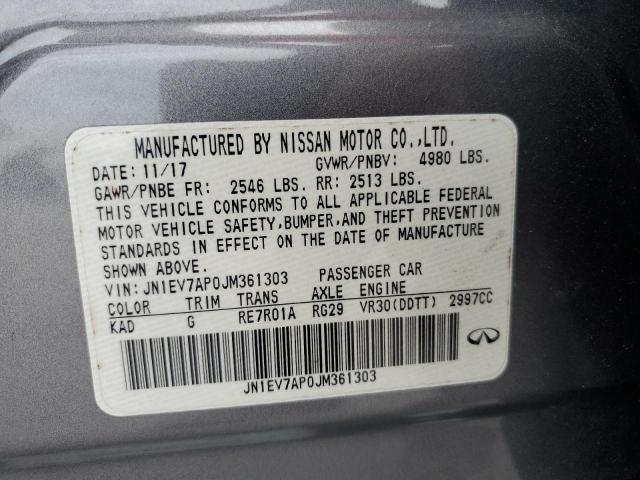 MANUFACTURED BY NISSAN MOTOR CO.,LTD.
DATE: 11/17 GVWR/PNBV: 4980 LBS.
GAWR/PNBE FR: 2546 LBS. RR: 2513 LBS.
THIS VEHICLE CONFORMS TO ALL APPLICABLE FEDERAL
MOTOR VEHICLE SAFETY,BUMPER,AND THEFT PREVENTION
STANDARDS IN EFFECT ON THE DATE OF MANUFACTURE
SHOWN ABOVE.
VIN: JN1EV7AP0JM361303 PASSENGER CAR
COLOR TRIM TRANS AXLE ENGINE
KAD G RE7R01A RG29 VR30(DDTT) 2997CC
JN1EV7AP0JM361303